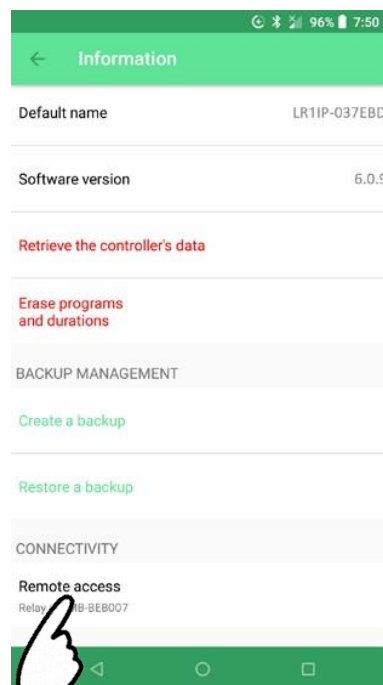 96% 7:50
Information
Default name LR1IP-037EBD
Software version 6.0.9
Retrieve the controller's data
Erase programs
and durations
BACKUP MANAGEMENT
Create a backup
Restore a backup
CONNECTIVITY
Remote access
Relay MB-BEB007